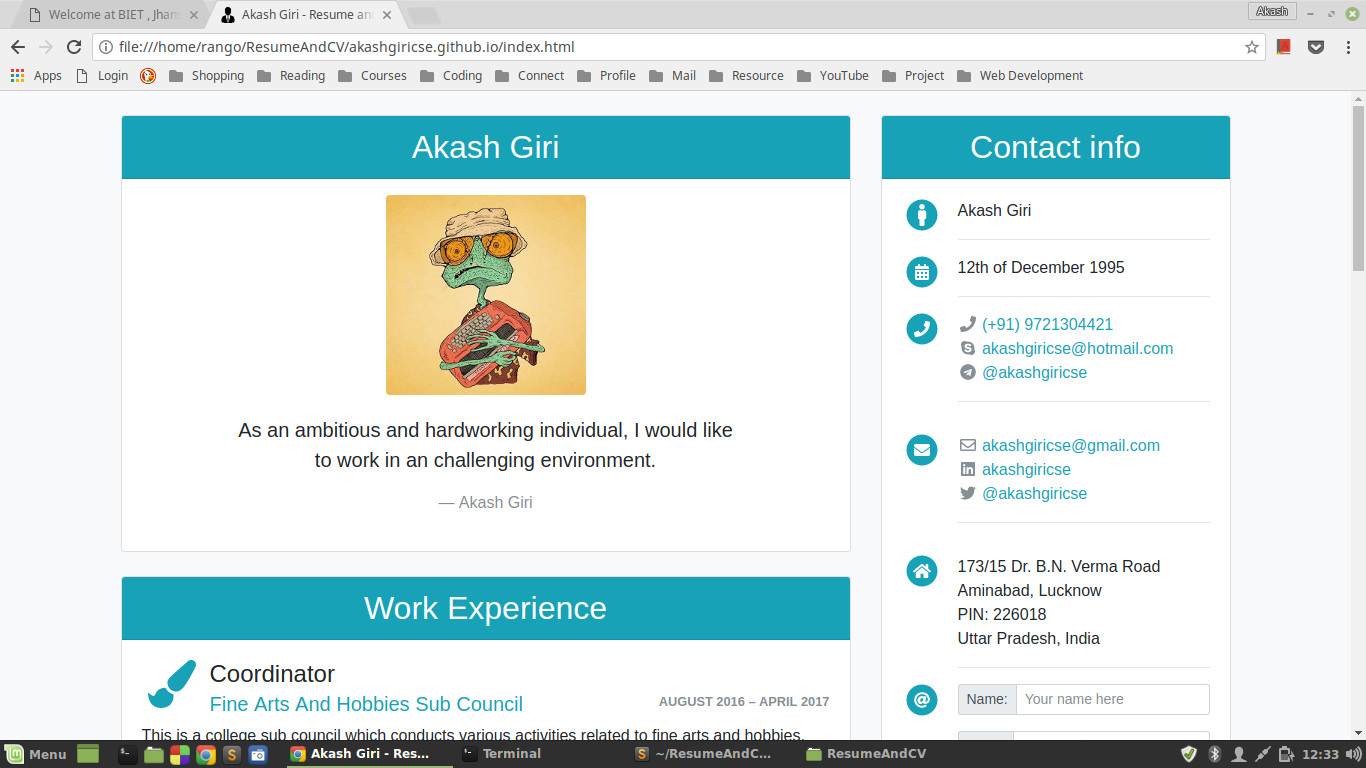 Welcome at BIET , Jhans
Akash Giri - Resume an
Akash
file:///home/rango/ResumeAndCV/akashgiricse.github.io/index.html
Apps Login Shopping Reading Courses Coding Connect Profile Mail Resource YouTube Project Web Development
Akash Giri
As an ambitious and hardworking individual, I would like
to work in an challenging environment.
— Akash Giri
Work Experience
Coordinator
Fine Arts And Hobbies Sub Council
AUGUST 2016 – APRIL 2017
This is a college sub council which conducts various activities related to fine arts and hobbies.
Contact info
Akash Giri
12th of December 1995
(+91) 9721304421
akashgiricse@hotmail.com
@akashgiricse
akashgiricse@gmail.com
akashgiricse
@akashgiricse
173/15 Dr. B.N. Verma Road
Aminabad, Lucknow
PIN: 226018
Uttar Pradesh, India
Name: Your name here
Menu Akash Giri - Res... Terminal ~/ResumeAndC... ResumeAndCV 12:33